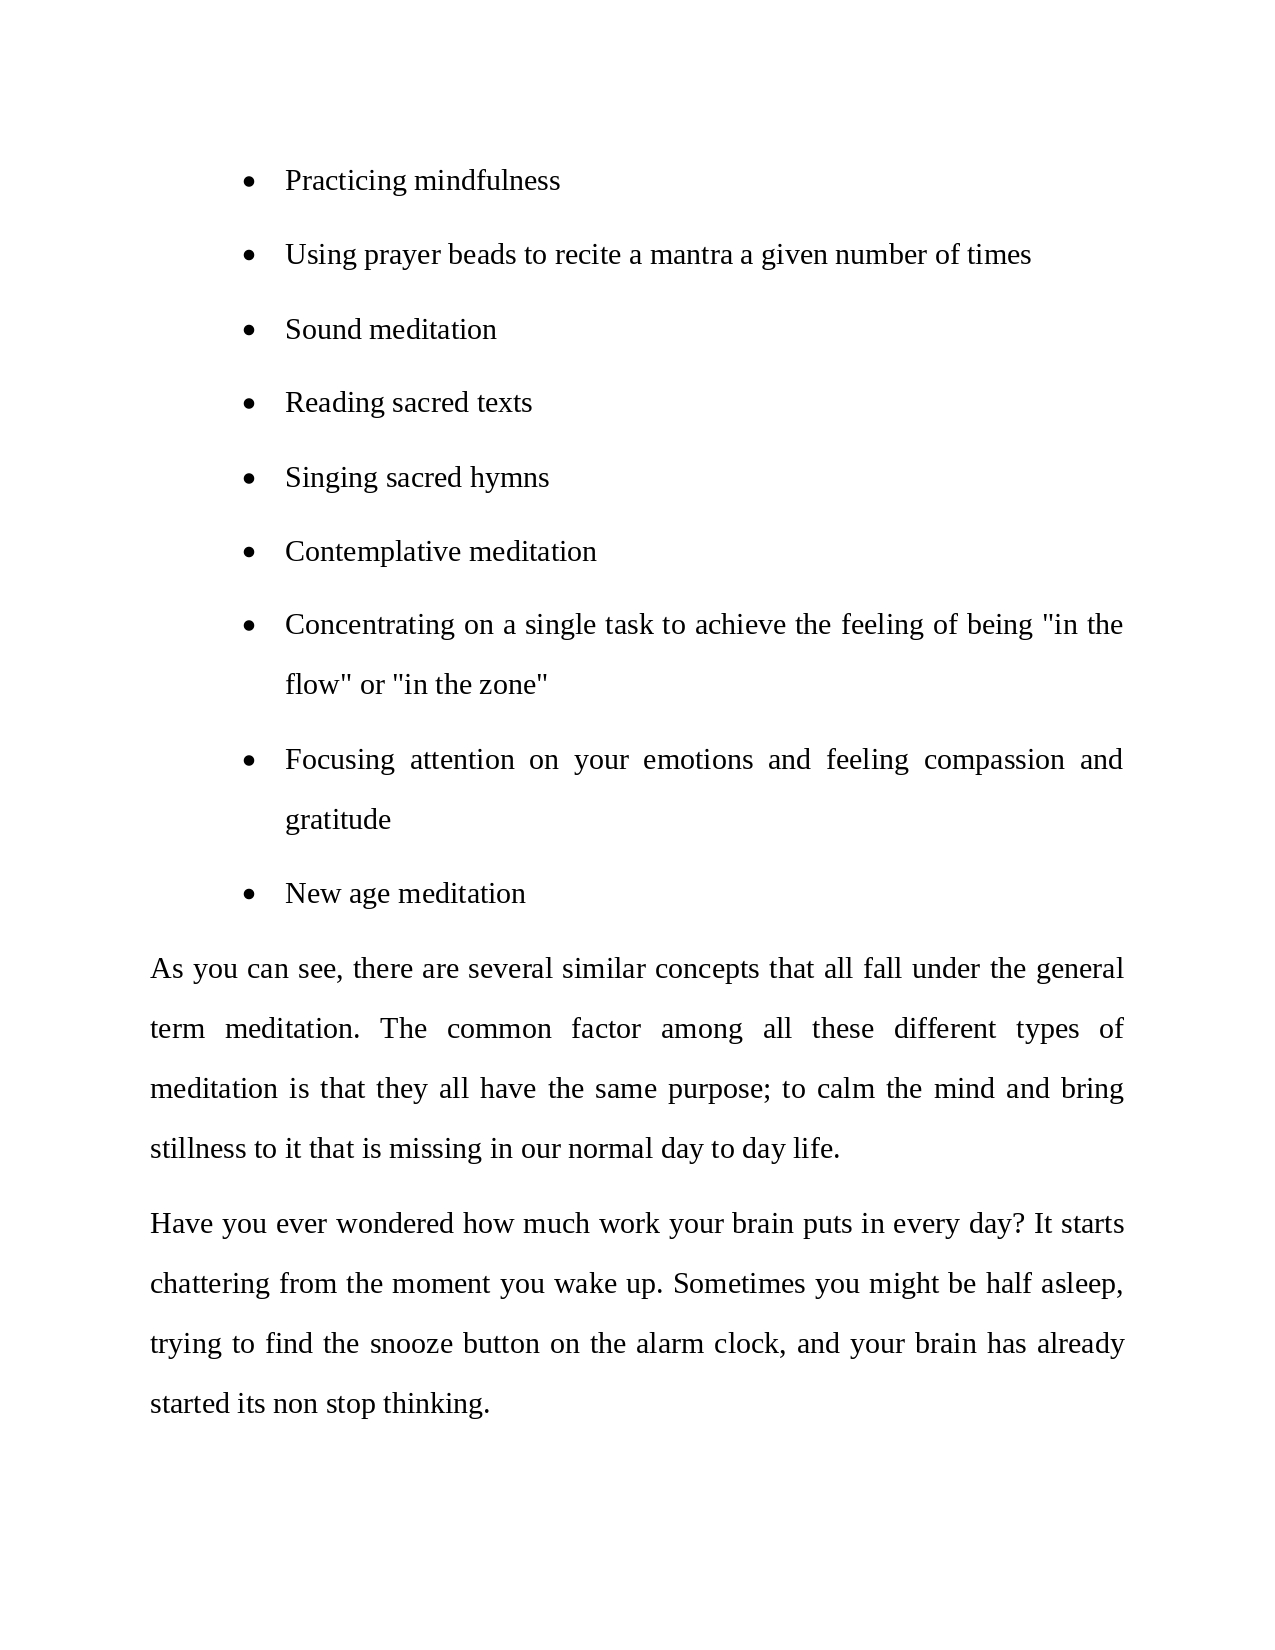 • Practicing mindfulness
• Using prayer beads to recite a mantra a given number of times
• Sound meditation
• Reading sacred texts
• Singing sacred hymns
• Contemplative meditation
• Concentrating on a single task to achieve the feeling of being "in the
flow" or "in the zone"
• Focusing attention on your emotions and feeling compassion and
gratitude
• New age meditation
As you can see, there are several similar concepts that all fall under the general
term meditation. The common factor among all these different types of
meditation is that they all have the same purpose; to calm the mind and bring
stillness to it that is missing in our normal day to day life.
Have you ever wondered how much work your brain puts in every day? It starts
chattering from the moment you wake up. Sometimes you might be half asleep,
trying to find the snooze button on the alarm clock, and your brain has already
started its non stop thinking.